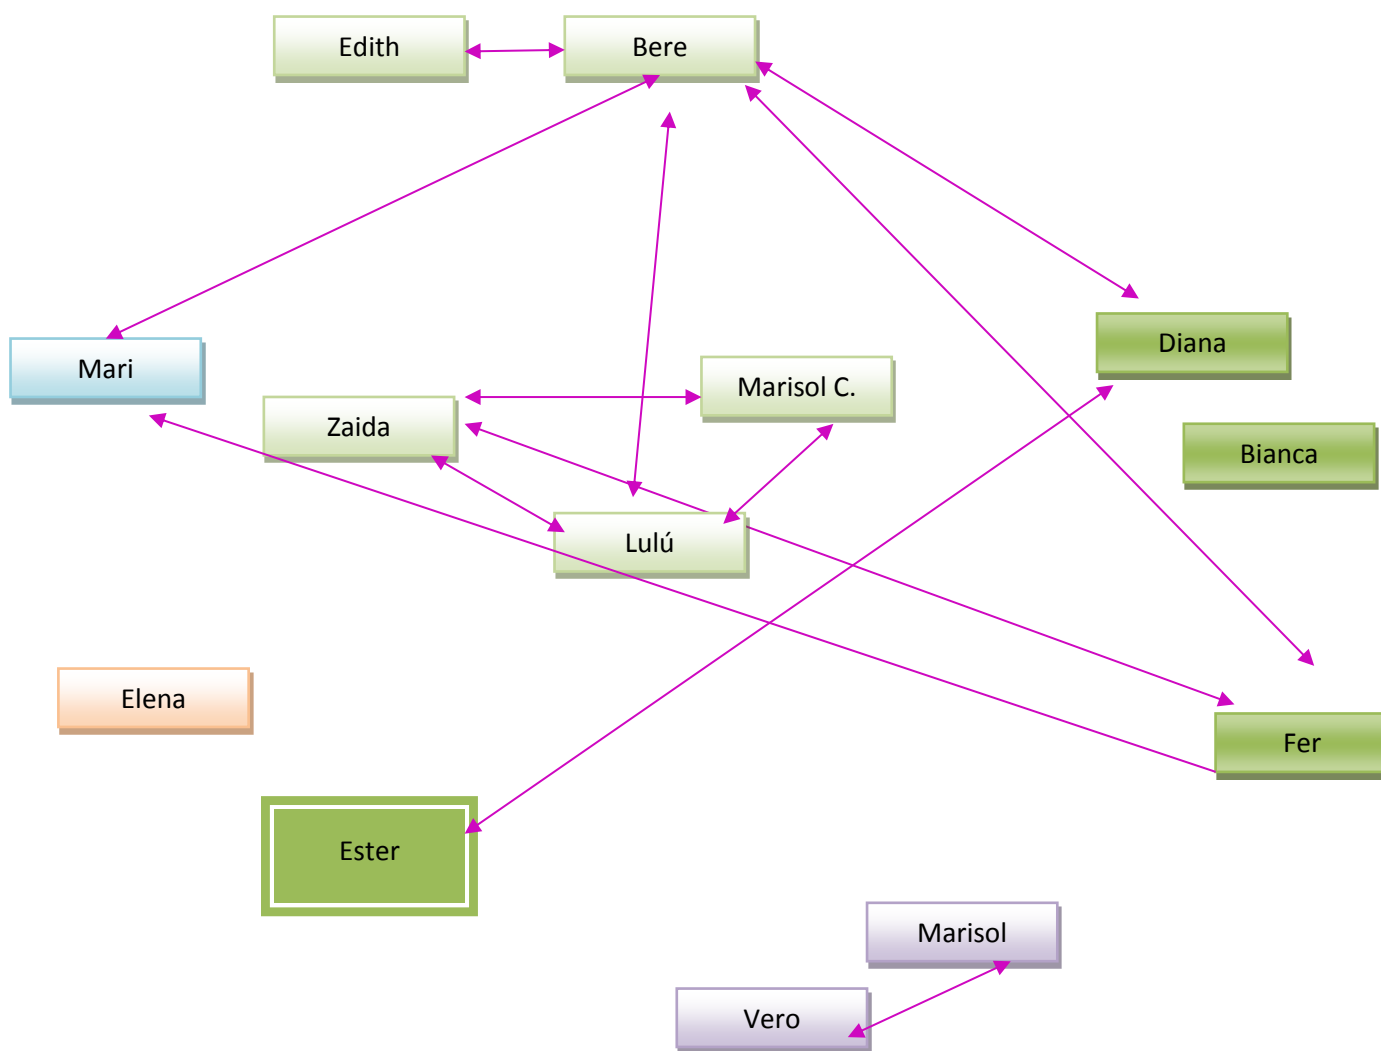 Edith
Bere
Mari
Diana
Marisol C.
Zaida
Bianca
Lulú
Elena
Fer
Ester
Marisol
Vero